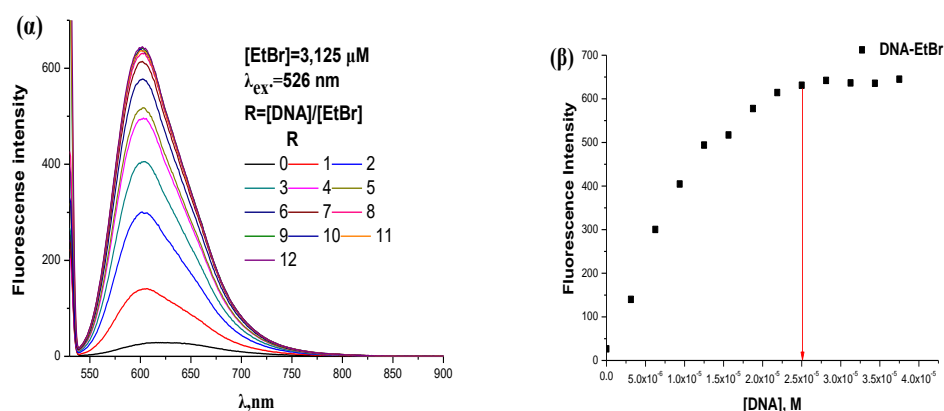 (α)
[EtBr]=3,125 μM
λex.=526 nm
R=[DNA]/[EtBr]
R
0 1 2
3 4 5
6 7 8
9 10 11
12
Fluorescense intensity
600
400
200
0
550 600 650 700 750 800 850 900
λ,nm
(β)
DNA-EtBr
Fluorescence Intensity
700
600
500
400
300
200
100
0
0.0 5.0x10⁻⁶ 1.0x10⁻⁵ 1.5x10⁻⁵ 2.0x10⁻⁵ 2.5x10⁻⁵ 3.0x10⁻⁵ 3.5x10⁻⁵ 4.0x10⁻⁵
[DNA], M